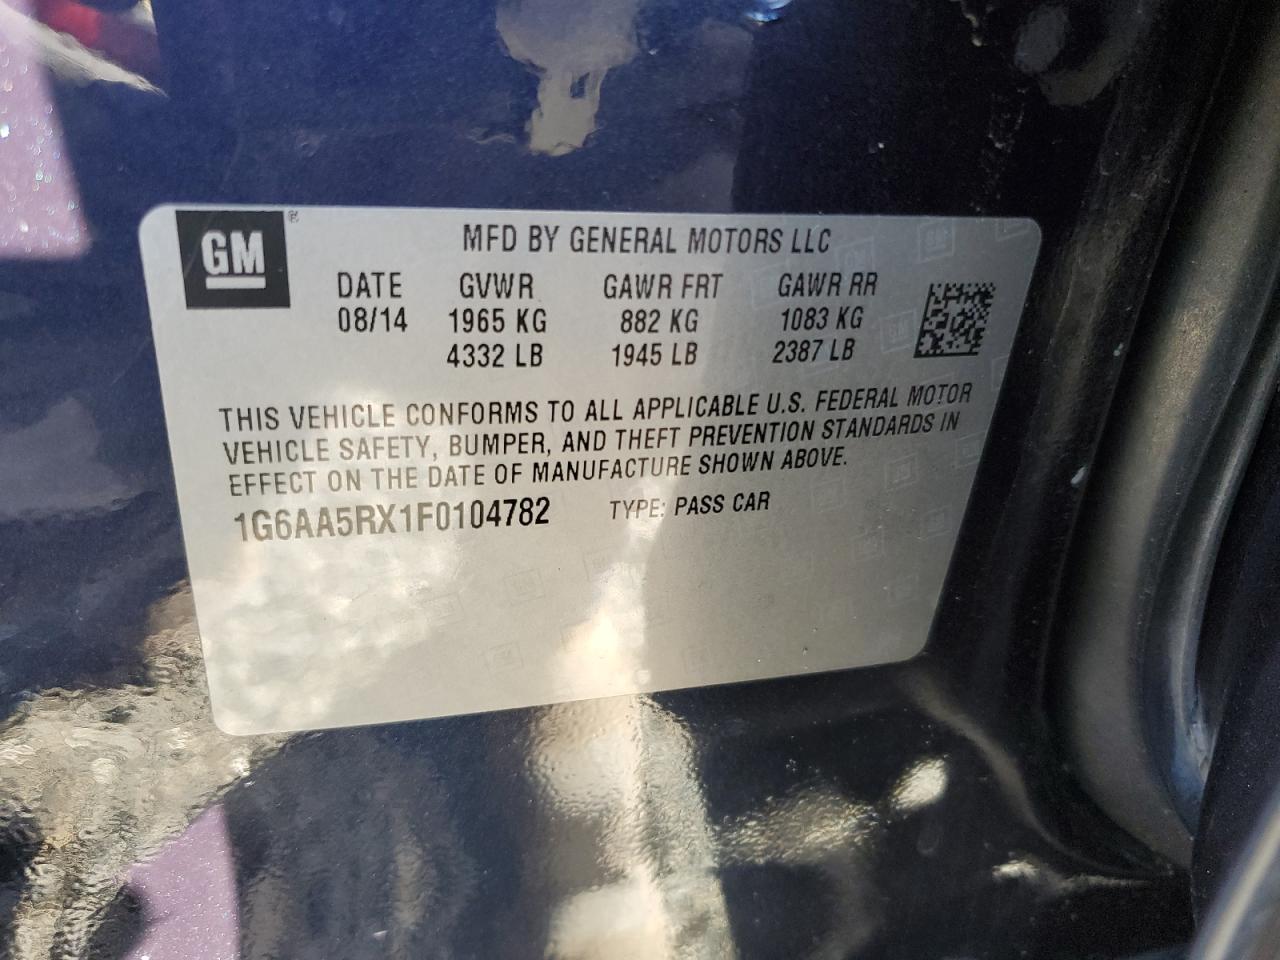 GM ®
MFD BY GENERAL MOTORS LLC
DATE GVWR GAWR FRT GAWR RR
08/14 1965 KG 882 KG 1083 KG
4332 LB 1945 LB 2387 LB
THIS VEHICLE CONFORMS TO ALL APPLICABLE U.S. FEDERAL MOTOR
VEHICLE SAFETY, BUMPER, AND THEFT PREVENTION STANDARDS IN
EFFECT ON THE DATE OF MANUFACTURE SHOWN ABOVE.
1G6AA5RX1F0104782 TYPE: PASS CAR